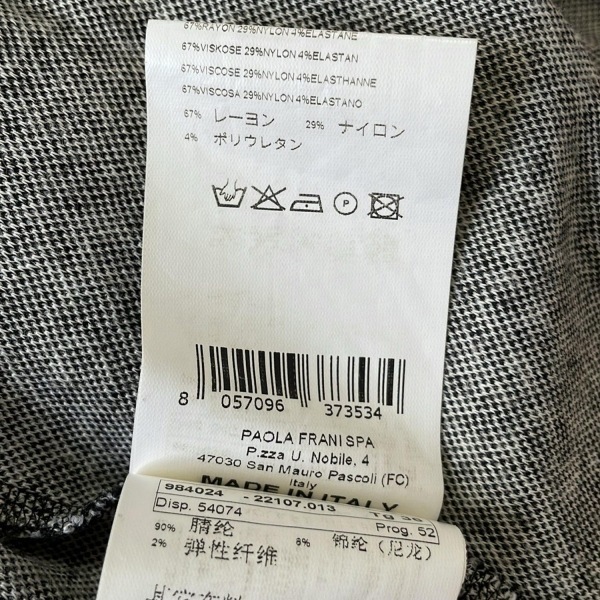 67%RAYON 29%NYLON 4%ELASTANE
67%VISKOSE 29%NYLON 4%ELASTAN
67%VISCOSE 29%NYLON 4%ELASTHANNE
67%VISCOSA 29%NYLON 4%ELASTANO
67% レーヨン 29% ナイロン
4% ポリウレタン
P
8 057096 373534
PAOLA FRANI SPA
P.zza U. Nobile, 4
47030 San Mauro Pascoli (FC)
Italy
MADE IN ITALY
984024 - 22107.013
Disp. 54074 Prog. 52
90% 腈纶 8% 锦纶（尼龙）
2% 弹性纤维